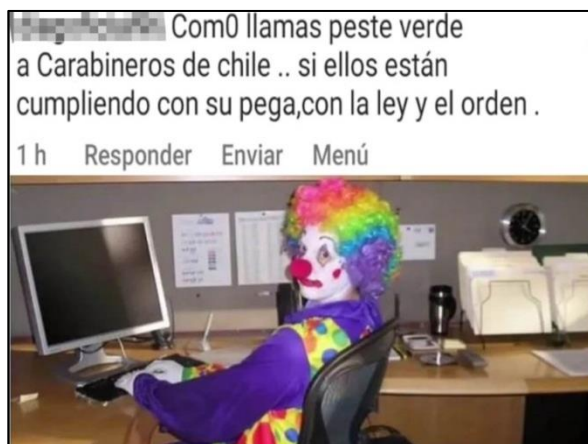 Com0 llamas peste verde
a Carabineros de chile .. si ellos están
cumpliendo con su pega,con la ley y el orden .
1 h Responder Enviar Menú